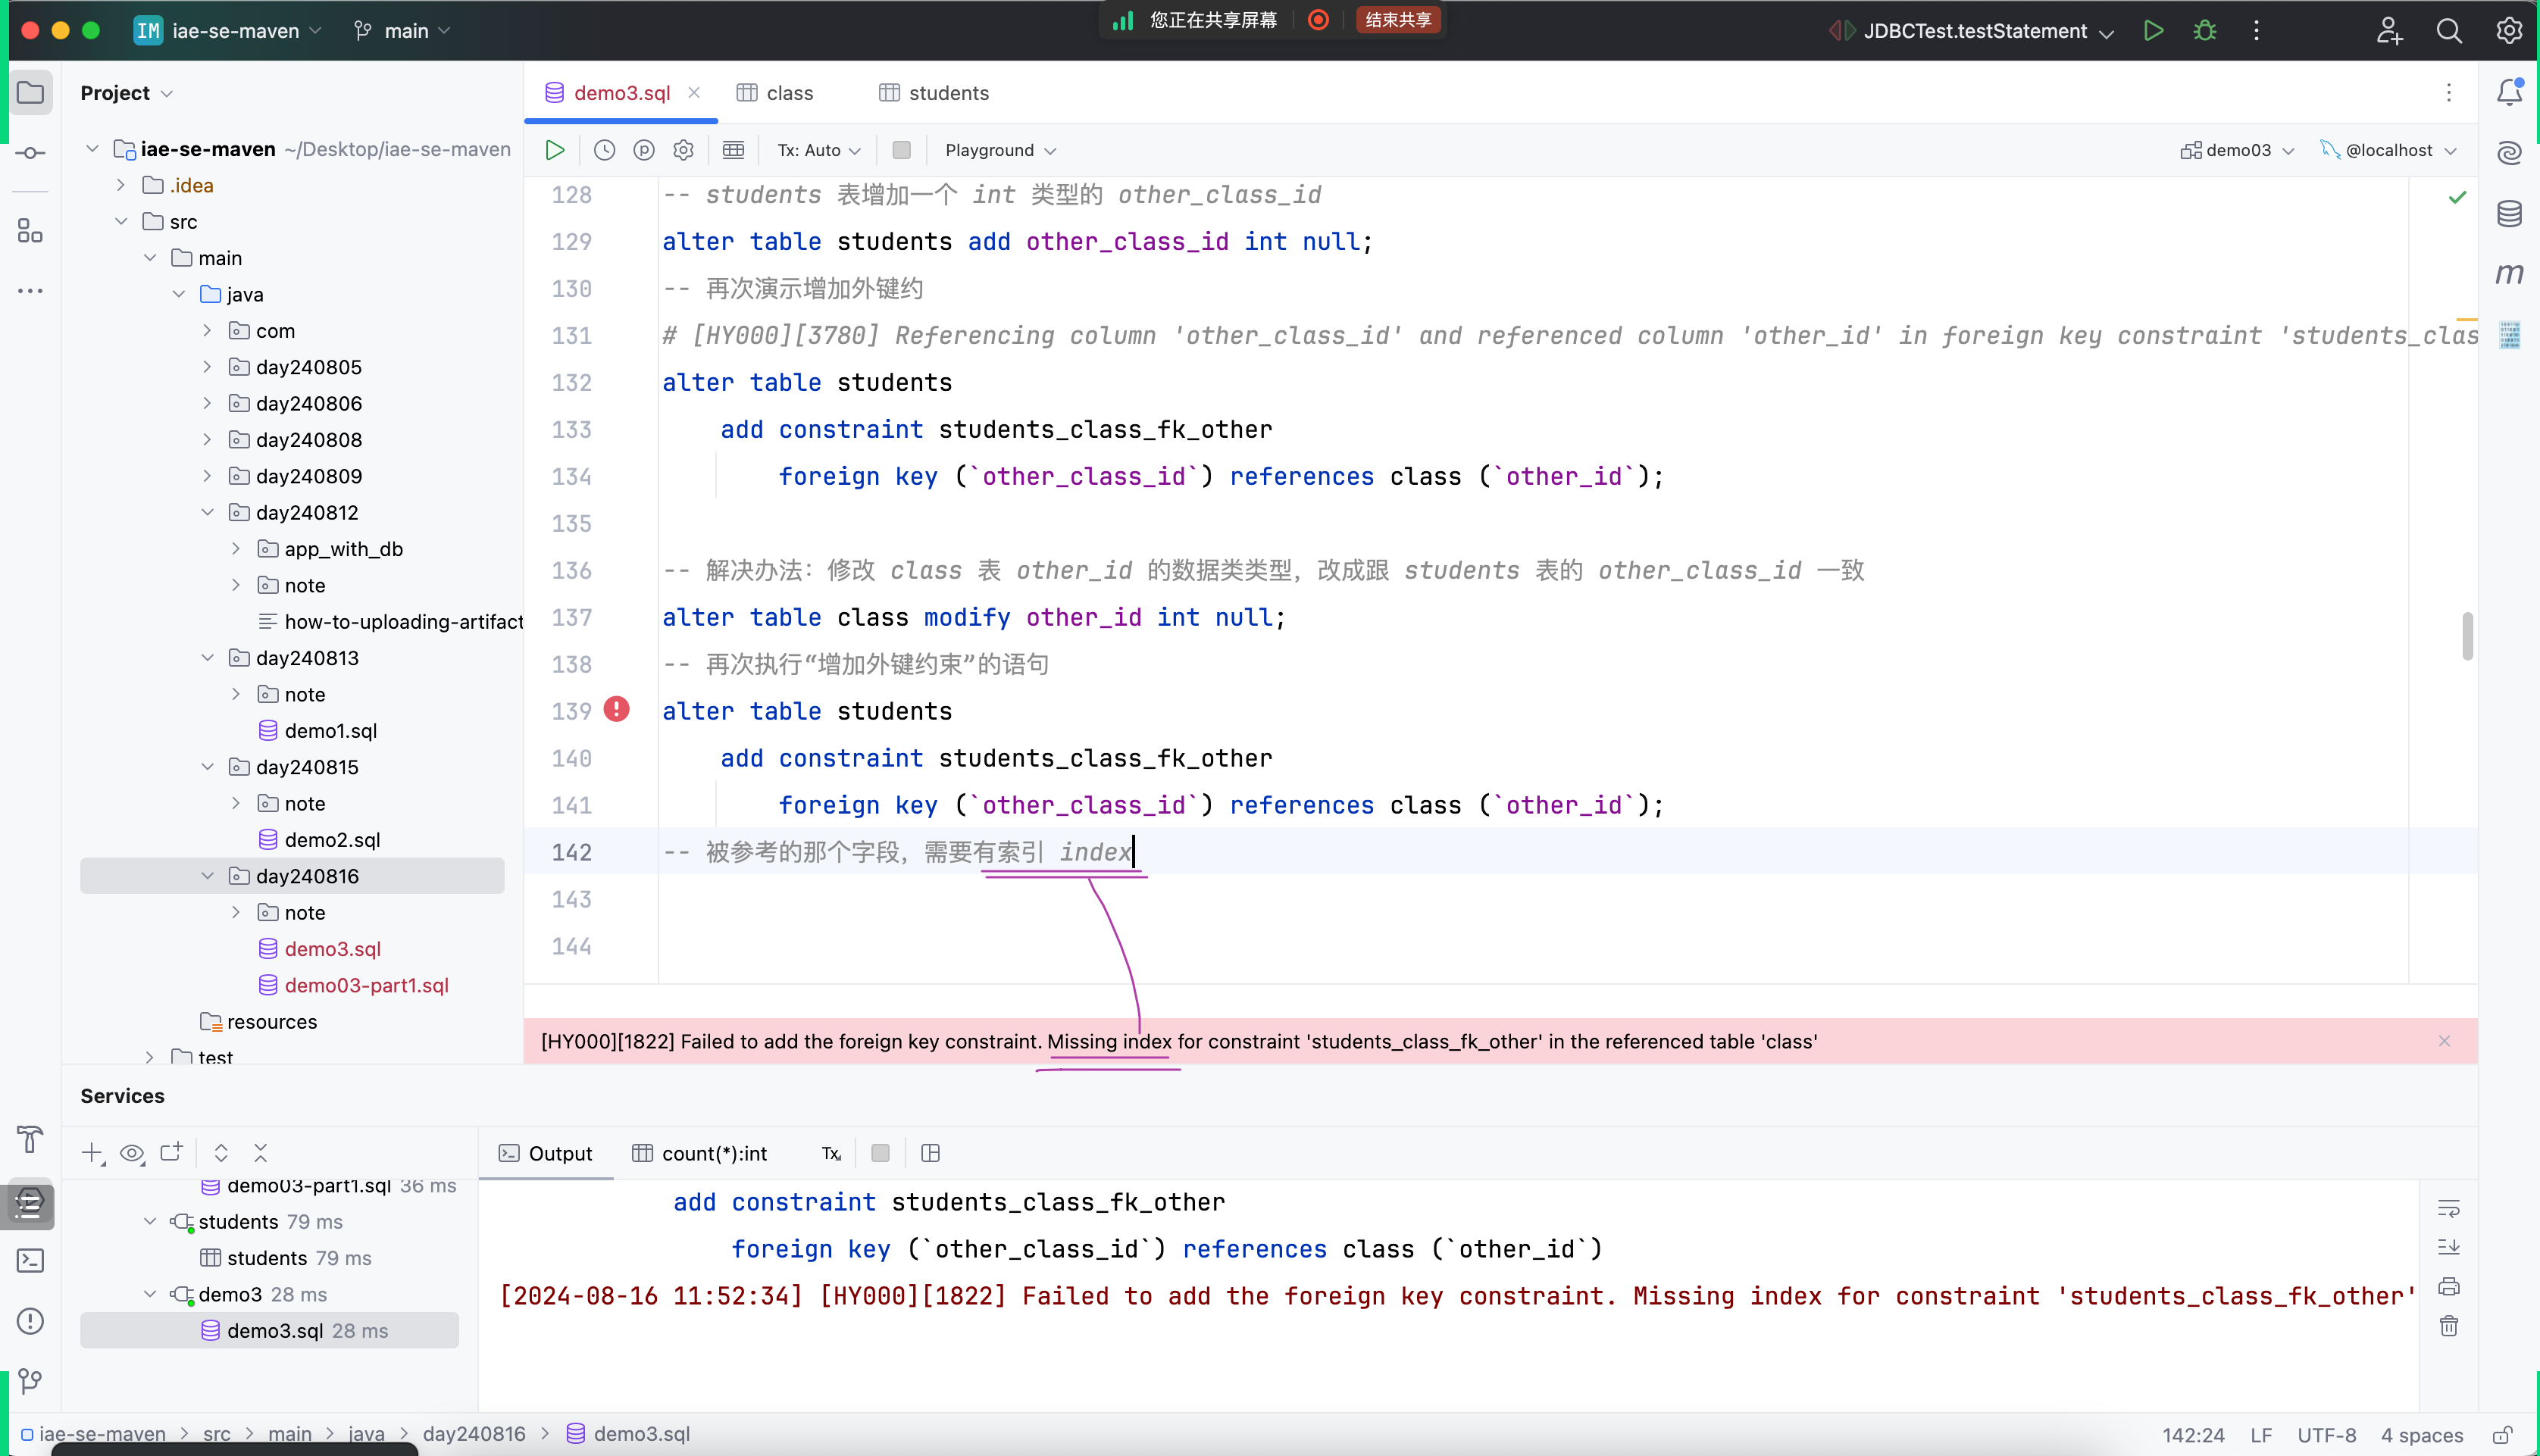 IM iae-se-maven main 您正在共享屏幕 结束共享 JDBCTest.testStatement
Project
demo3.sql class students
Tx: Auto Playground demo03 @localhost
iae-se-maven ~/Desktop/iae-se-maven
.idea
src
main
java
com
day240805
day240806
day240808
day240809
day240812
app_with_db
note
how-to-uploading-artifact
day240813
note
demo1.sql
day240815
note
demo2.sql
day240816
note
demo3.sql
demo03-part1.sql
resources
test
128 -- students 表增加一个 int 类型的 other_class_id
129 alter table students add other_class_id int null;
130 -- 再次演示增加外键约
131 # [HY000][3780] Referencing column 'other_class_id' and referenced column 'other_id' in foreign key constraint 'students_clas
132 alter table students
133 add constraint students_class_fk_other
134 foreign key (`other_class_id`) references class (`other_id`);
135
136 -- 解决办法：修改 class 表 other_id 的数据类类型，改成跟 students 表的 other_class_id 一致
137 alter table class modify other_id int null;
138 -- 再次执行“增加外键约束”的语句
139 alter table students
140 add constraint students_class_fk_other
141 foreign key (`other_class_id`) references class (`other_id`);
142 -- 被参考的那个字段，需要有索引 index
143
144
[HY000][1822] Failed to add the foreign key constraint. Missing index for constraint 'students_class_fk_other' in the referenced table 'class'
Services
Output count(*):int Tx
demo03-part1.sql 36 ms
students 79 ms
students 79 ms
demo3 28 ms
demo3.sql 28 ms
add constraint students_class_fk_other
foreign key (`other_class_id`) references class (`other_id`)
[2024-08-16 11:52:34] [HY000][1822] Failed to add the foreign key constraint. Missing index for constraint 'students_class_fk_other'
iae-se-maven > src > main > java > day240816 > demo3.sql 142:24 LF UTF-8 4 spaces